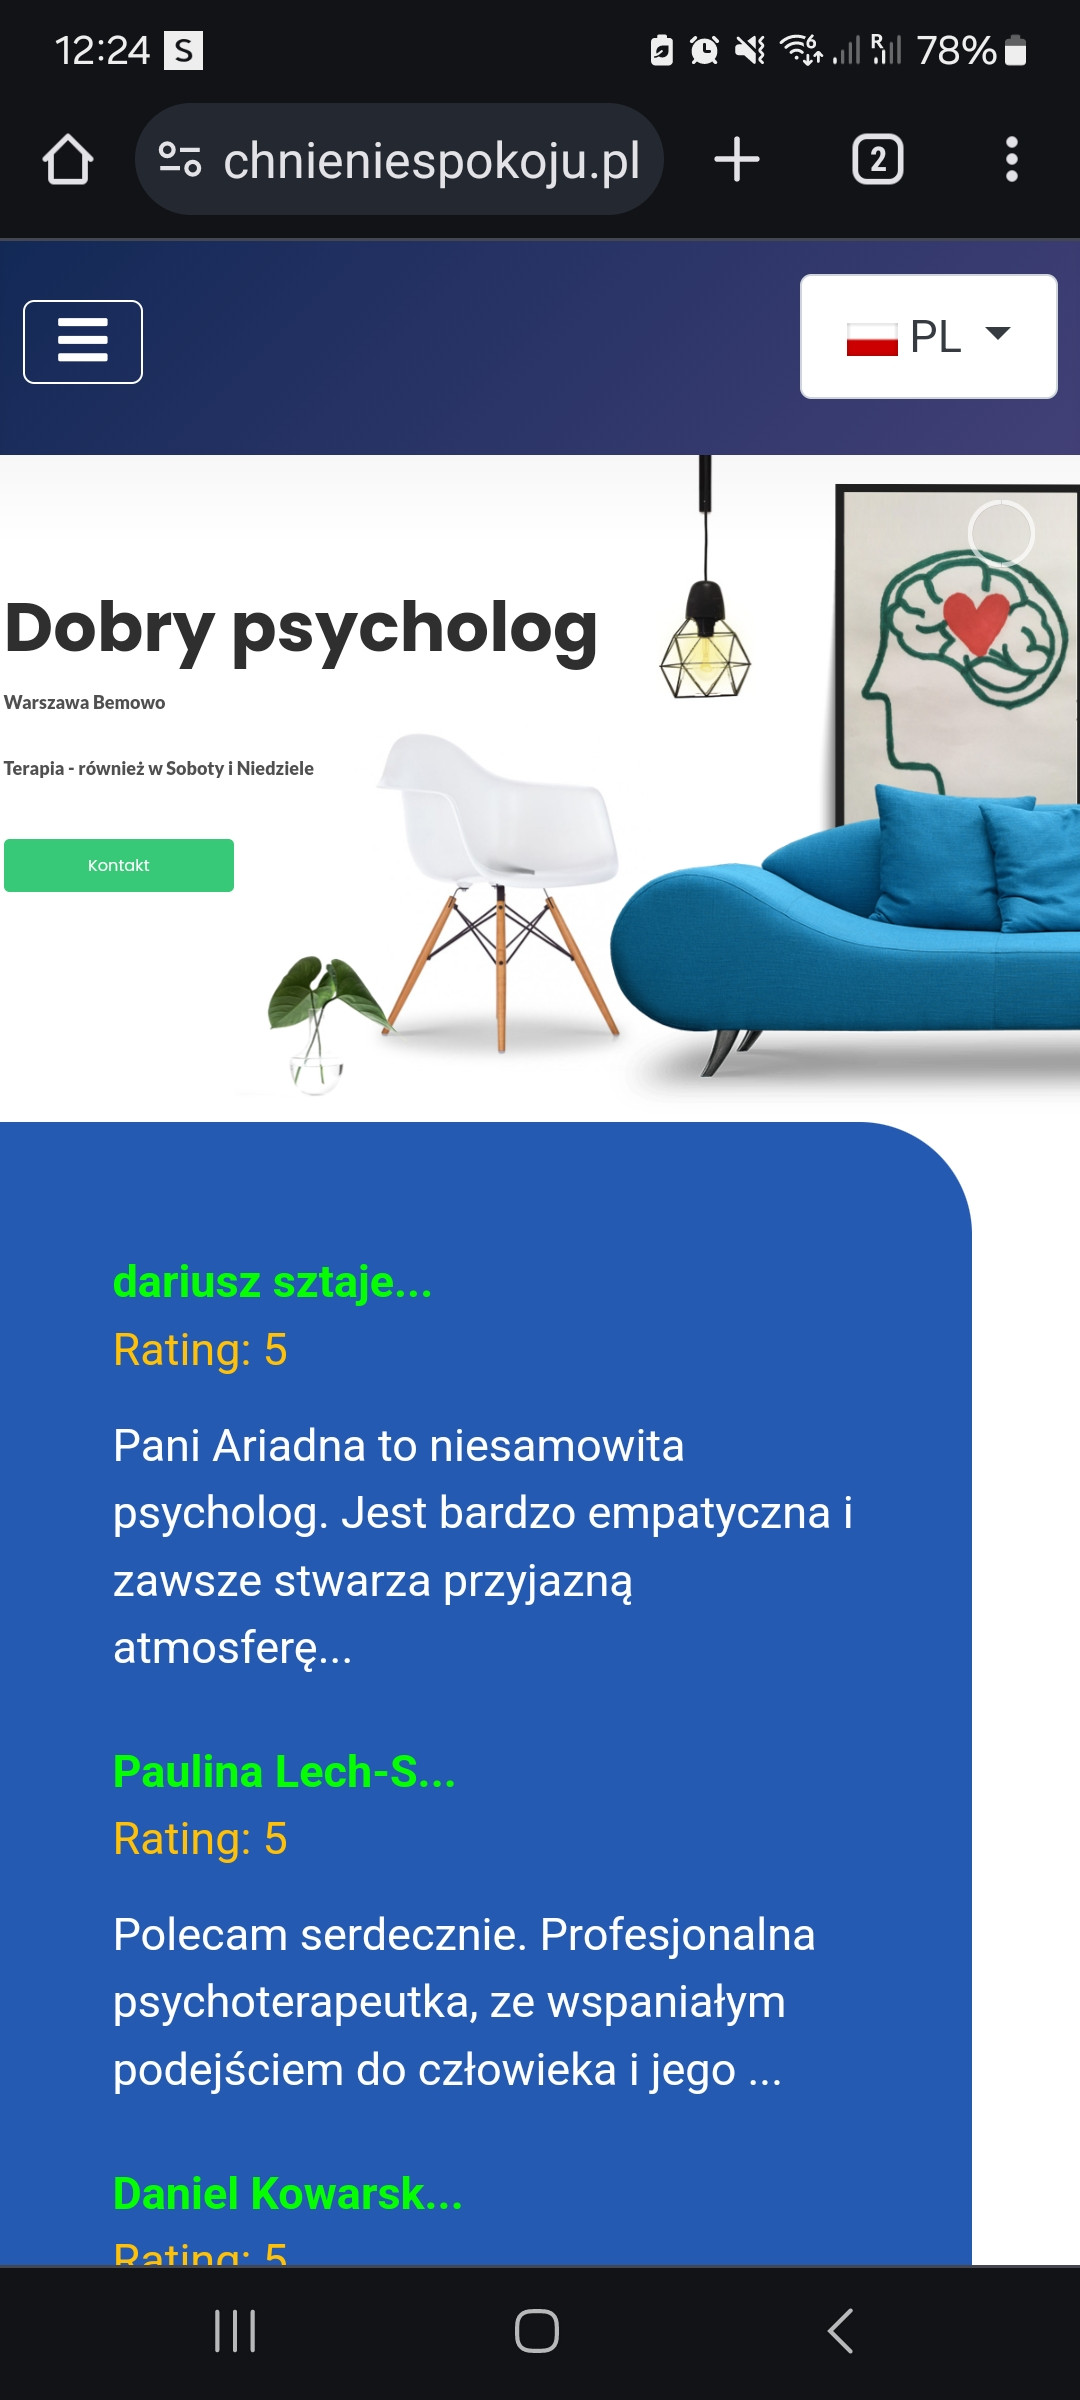 12:24 S 78%
chnieniespokoju.pl 2
PL
Dobry psycholog
Warszawa Bemowo
Terapia - również w Soboty i Niedziele
Kontakt
dariusz sztaje...
Rating: 5
Pani Ariadna to niesamowita
psycholog. Jest bardzo empatyczna i
zawsze stwarza przyjazną
atmosferę...
Paulina Lech-S...
Rating: 5
Polecam serdecznie. Profesjonalna
psychoterapeutka, ze wspaniałym
podejściem do człowieka i jego ...
Daniel Kowarsk...
Rating: 5